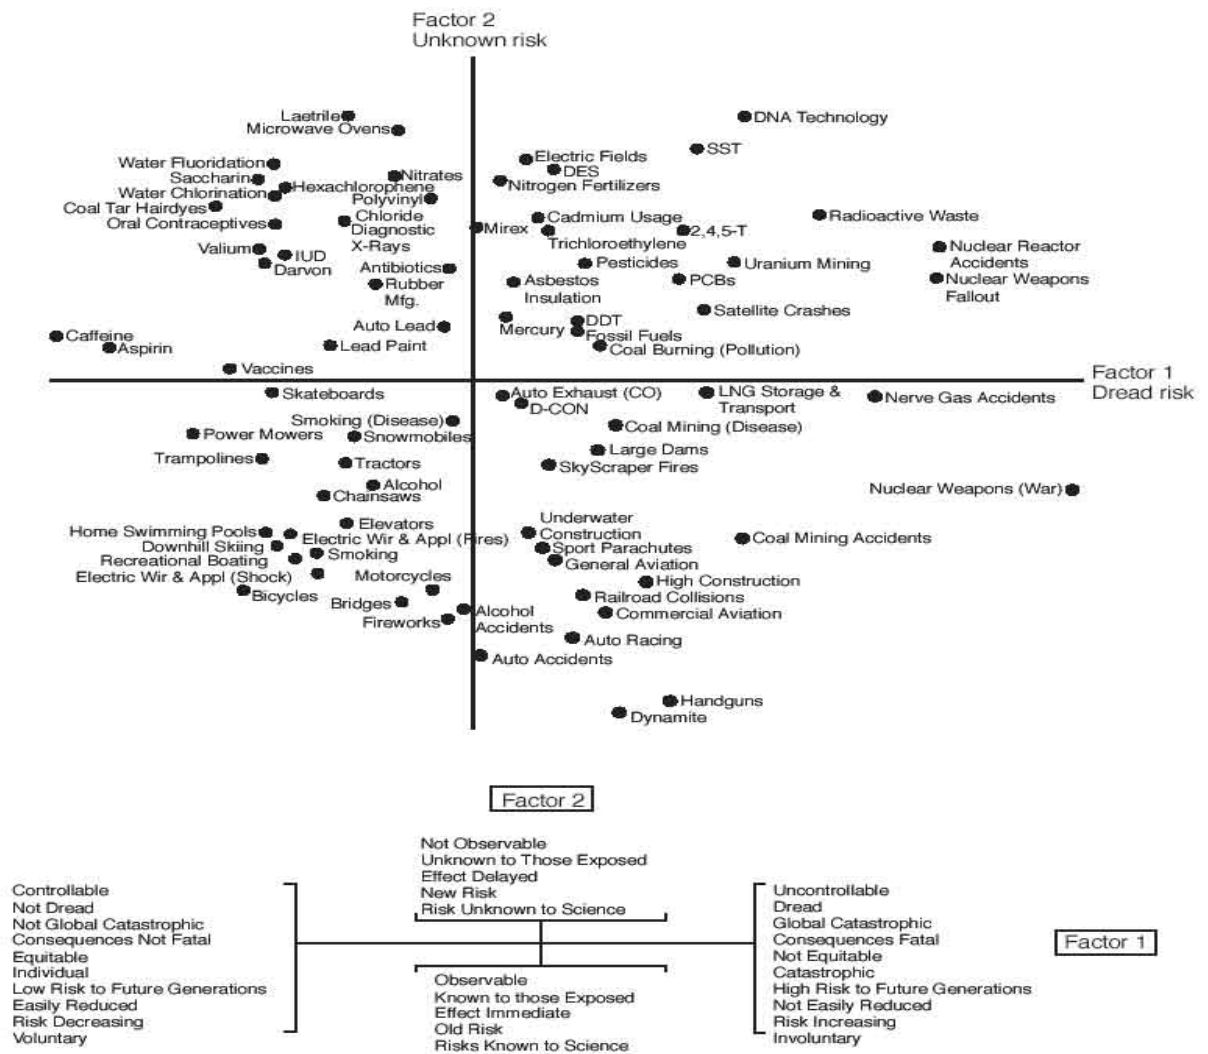 Factor 2
Unknown risk
Laetrile
Microwave Ovens
DNA Technology
SST
Electric Fields
Water Fluoridation
DES
Saccharin
Nitrates
Nitrogen Fertilizers
Hexachlorophene
Water Chlorination
Polyvinyl
Coal Tar Hairdyes
Chloride
Cadmium Usage
Radioactive Waste
Oral Contraceptives
Diagnostic
Mirex
2,4,5-T
X-Rays
Trichloroethylene
Valium
IUD
Nuclear Reactor
Accidents
Darvon
Antibiotics
Pesticides
Uranium Mining
Rubber
Mfg.
Asbestos
Insulation
PCBs
Nuclear Weapons
Fallout
Satellite Crashes
Auto Lead
Mercury
DDT
Fossil Fuels
Caffeine
Aspirin
Lead Paint
Coal Burning (Pollution)
Vaccines
Factor 1
Dread risk
Skateboards
Auto Exhaust (CO)
LNG Storage &
Transport
Nerve Gas Accidents
D-CON
Smoking (Disease)
Coal Mining (Disease)
Power Mowers
Snowmobiles
Large Dams
Trampolines
Tractors
SkyScraper Fires
Alcohol
Chainsaws
Nuclear Weapons (War)
Elevators
Underwater
Construction
Home Swimming Pools
Electric Wir & Appl (Fires)
Coal Mining Accidents
Downhill Skiing
Smoking
Sport Parachutes
Recreational Boating
General Aviation
Electric Wir & Appl (Shock)
Motorcycles
High Construction
Bicycles
Bridges
Railroad Collisions
Alcohol
Accidents
Commercial Aviation
Fireworks
Auto Racing
Auto Accidents
Handguns
Dynamite
Factor 2
Not Observable
Unknown to Those Exposed
Effect Delayed
New Risk
Risk Unknown to Science
Controllable
Not Dread
Not Global Catastrophic
Consequences Not Fatal
Equitable
Individual
Low Risk to Future Generations
Easily Reduced
Risk Decreasing
Voluntary
Uncontrollable
Dread
Global Catastrophic
Consequences Fatal
Not Equitable
Catastrophic
High Risk to Future Generations
Not Easily Reduced
Risk Increasing
Involuntary
Factor 1
Observable
Known to those Exposed
Effect Immediate
Old Risk
Risks Known to Science